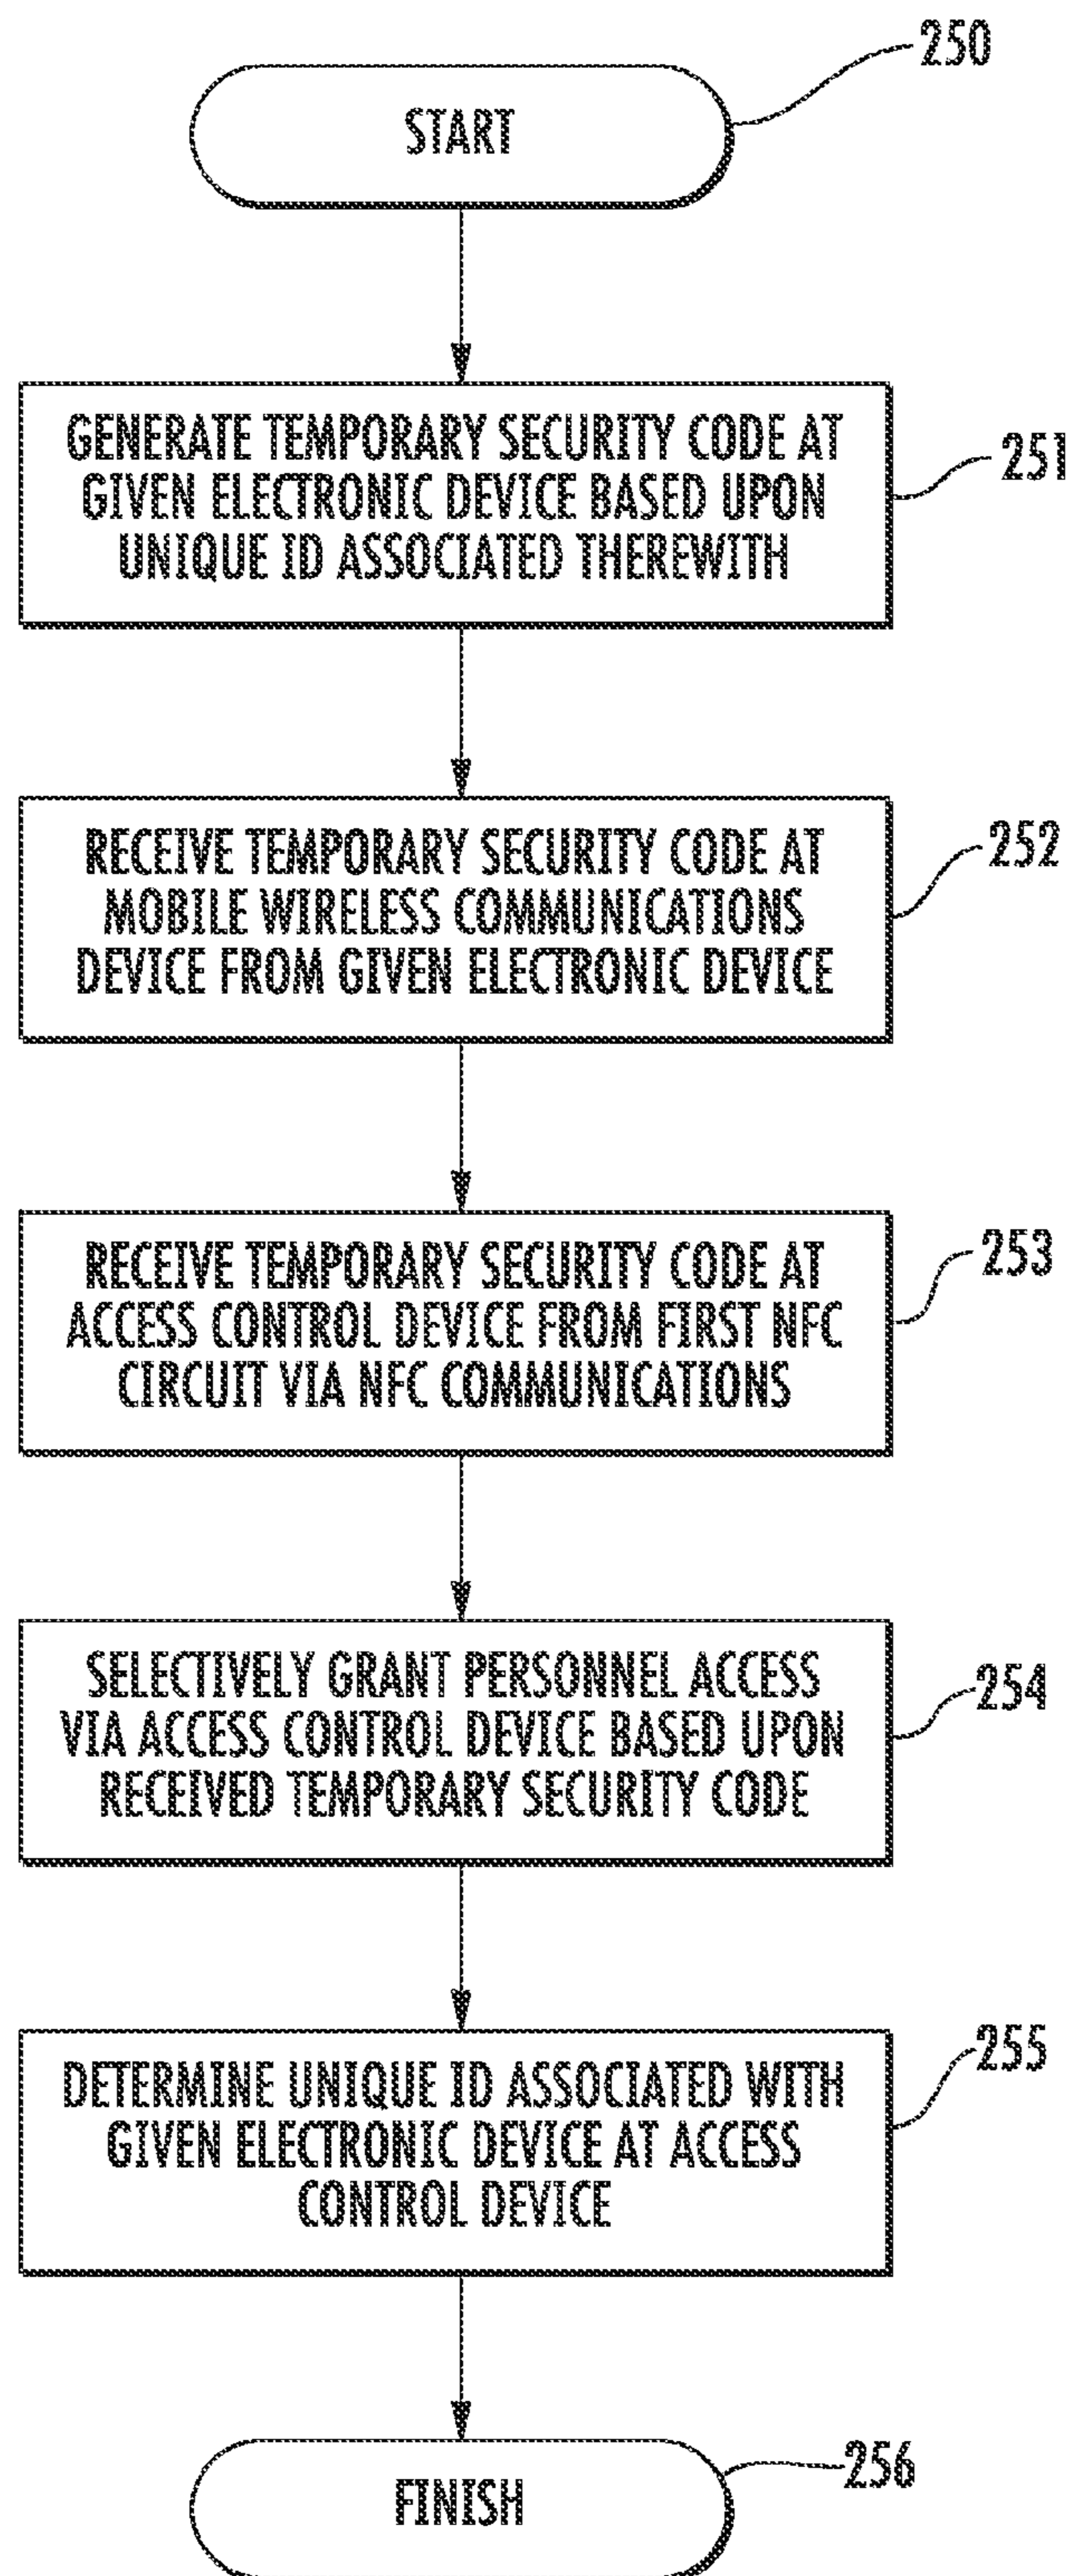 250
START
GENERATE TEMPORARY SECURITY CODE AT
GIVEN ELECTRONIC DEVICE BASED UPON
UNIQUE ID ASSOCIATED THEREWITH
251
RECEIVE TEMPORARY SECURITY CODE AT
MOBILE WIRELESS COMMUNICATIONS
DEVICE FROM GIVEN ELECTRONIC DEVICE
252
RECEIVE TEMPORARY SECURITY CODE AT
ACCESS CONTROL DEVICE FROM FIRST NFC
CIRCUIT VIA NFC COMMUNICATIONS
253
SELECTIVELY GRANT PERSONNEL ACCESS
VIA ACCESS CONTROL DEVICE BASED UPON
RECEIVED TEMPORARY SECURITY CODE
254
DETERMINE UNIQUE ID ASSOCIATED WITH
GIVEN ELECTRONIC DEVICE AT ACCESS
CONTROL DEVICE
255
FINISH
256